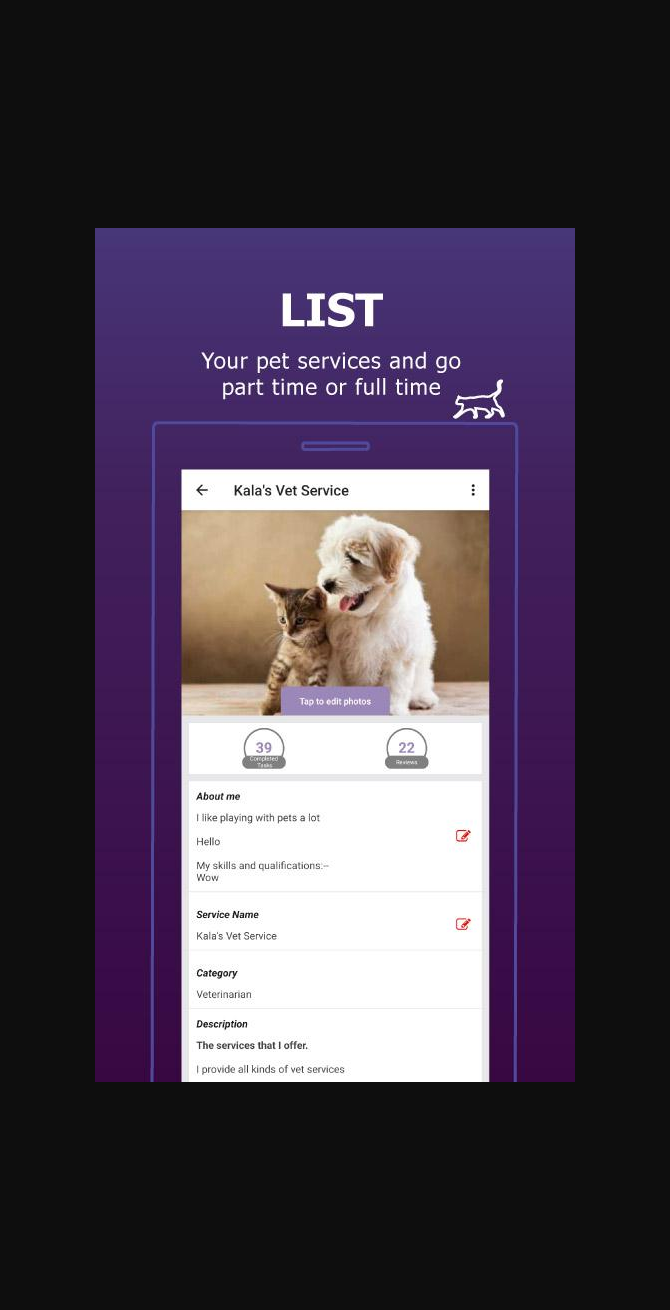 LIST
Your pet services and go
part time or full time
Kala's Vet Service
Tap to edit photos
39
Completed
Tasks
22
Reviews
About me
I like playing with pets a lot
Hello
My skills and qualifications:--
Wow
Service Name
Kala's Vet Service
Category
Veterinarian
Description
The services that I offer.
I provide all kinds of vet services